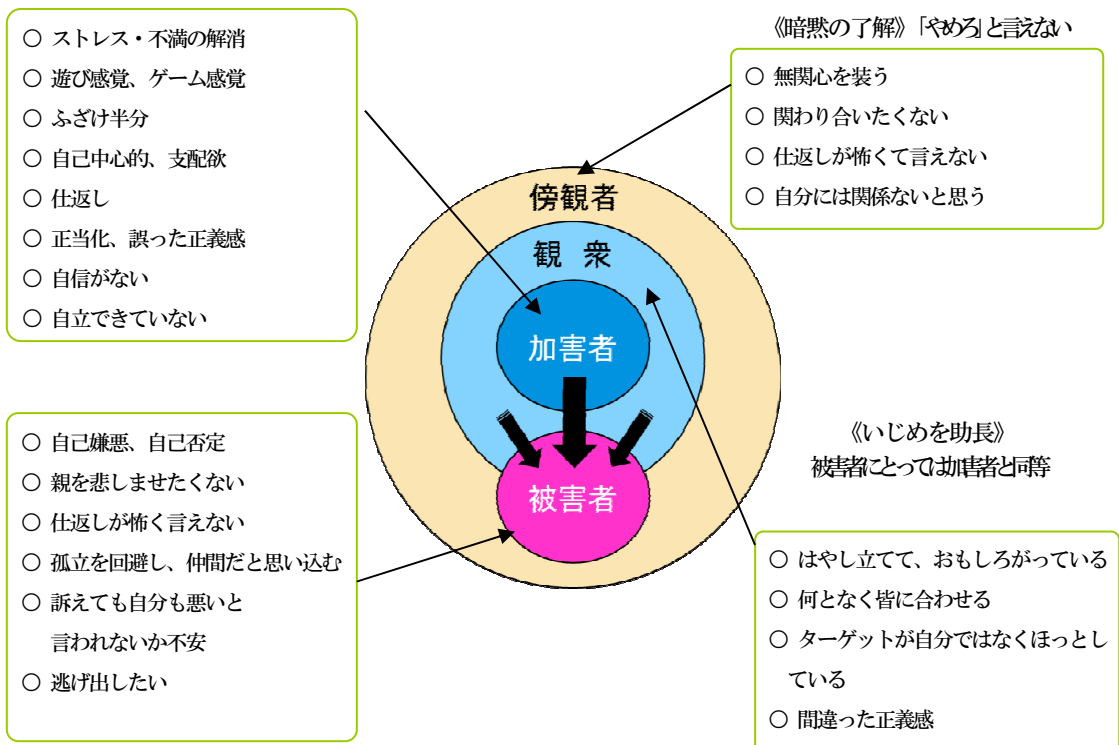 ○ ストレス・不満の解消
○ 遊び感覚、ゲーム感覚
○ ふざけ半分
○ 自己中心的、支配欲
○ 仕返し
○ 正当化、誤った正義感
○ 自信がない
○ 自立できていない
《暗黙の了解》「やめろ」と言えない
○ 無関心を装う
○ 関わり合いたくない
○ 仕返しが怖くて言えない
○ 自分には関係ないと思う
傍観者
観 衆
加害者
被害者
○ 自己嫌悪、自己否定
○ 親を悲しませたくない
○ 仕返しが怖く言えない
○ 孤立を回避し、仲間だと思い込む
○ 訴えても自分も悪いと
言われないか不安
○ 逃げ出したい
《いじめを助長》
被害者にとっては加害者と同等
○ はやし立てて、おもしろがっている
○ 何となく皆に合わせる
○ ターゲットが自分ではなくほっとし
ている
○ 間違った正義感